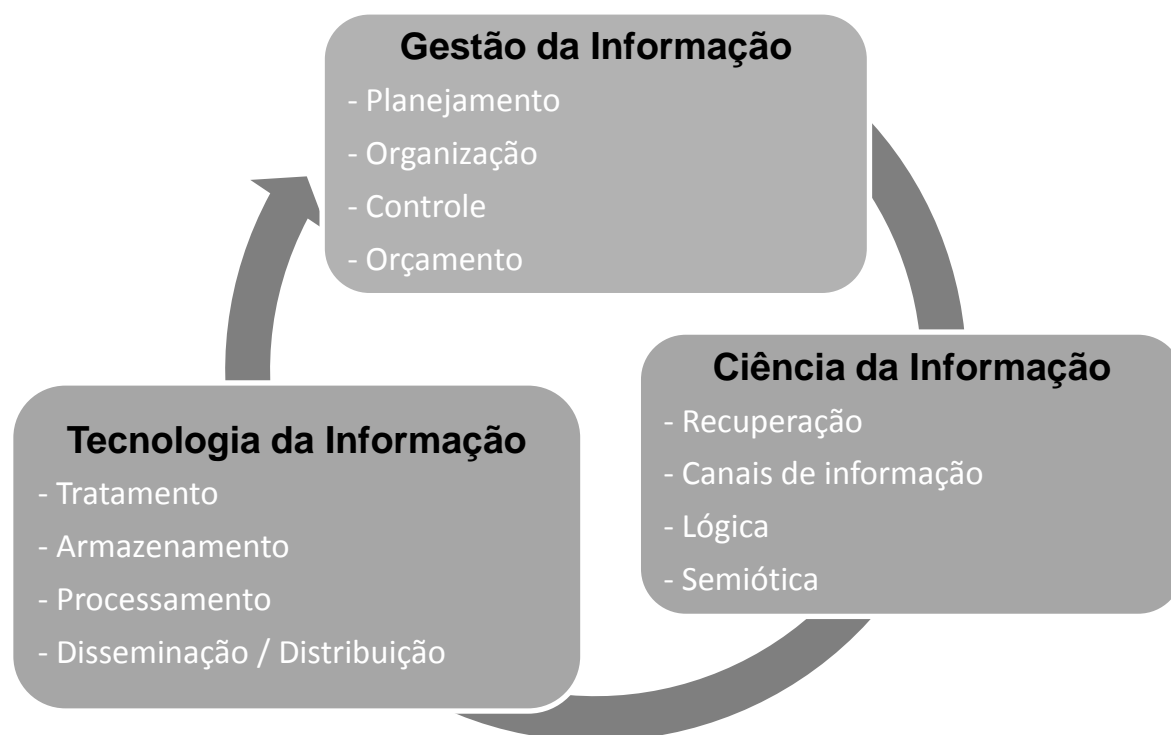 Gestão da Informação
- Planejamento
- Organização
- Controle
- Orçamento
Ciência da Informação
- Recuperação
- Canais de informação
- Lógica
- Semiótica
Tecnologia da Informação
- Tratamento
- Armazenamento
- Processamento
- Disseminação / Distribuição